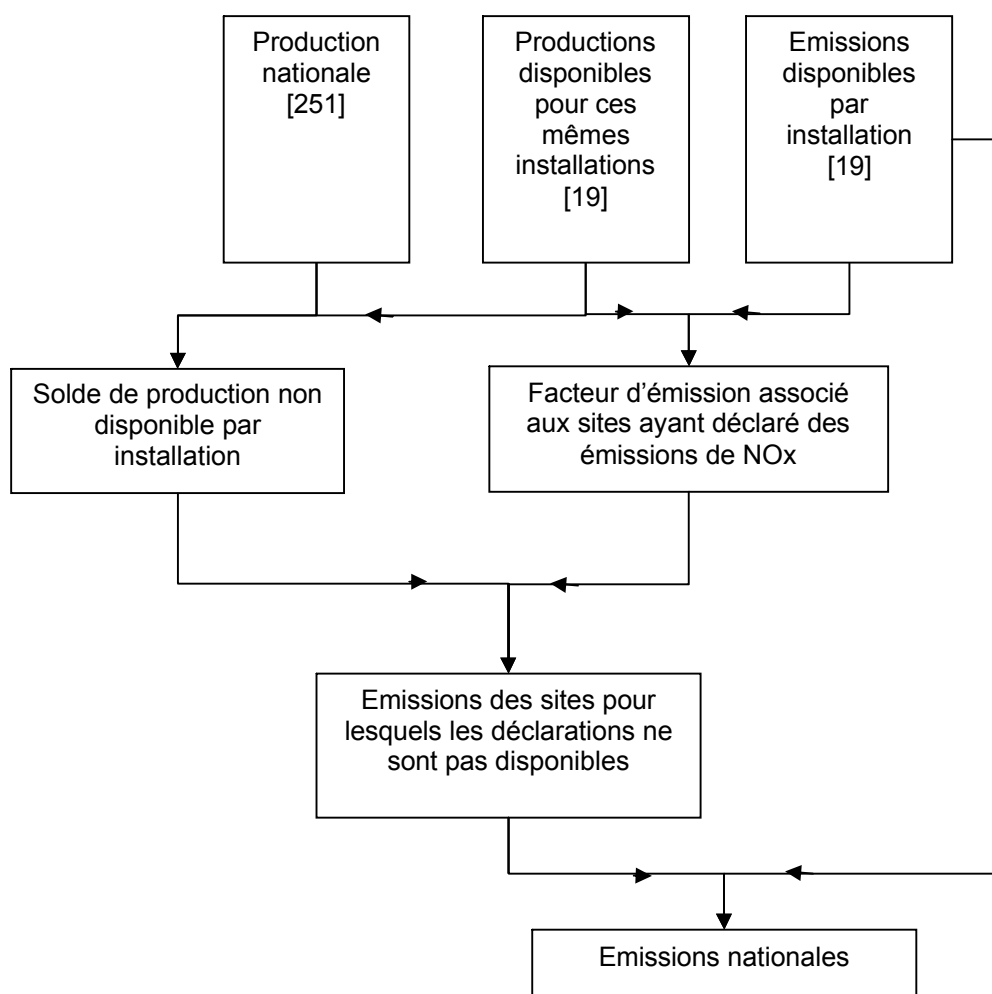 Production
nationale
[251]
Productions
disponibles
pour ces
mêmes
installations
[19]
Emissions
disponibles
par
installation
[19]
Solde de production non
disponible par
installation
Facteur d’émission associé
aux sites ayant déclaré des
émissions de NOx
Emissions des sites pour
lesquels les déclarations ne
sont pas disponibles
Emissions nationales